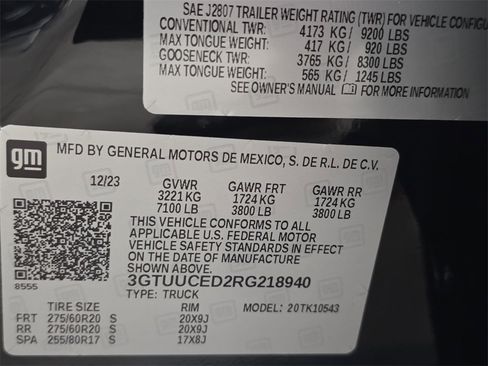 SAE J2807 TRAILER WEIGHT RATING (TWR) FOR VEHICLE CONFIGU
CONVENTIONAL TWR: 4173 KG/ 9200 LBS
MAX TONGUE WEIGHT: 417 KG/ 920 LBS
GOOSENECK TWR: 3765 KG/ 8300 LBS
MAX TONGUE WEIGHT: 565 KG/ 1245 LBS
SEE OWNER'S MANUAL FOR MORE INFORMATION
gm
MFD BY GENERAL MOTORS DE MEXICO, S. DE R.L. DE C.V.
12/23 GVWR GAWR FRT GAWR RR
3221 KG 1724 KG 1724 KG
7100 LB 3800 LB 3800 LB
THIS VEHICLE CONFORMS TO ALL
APPLICABLE U.S. FEDERAL MOTOR
VEHICLE SAFETY STANDARDS IN EFFECT
ON THE DATE OF MANUFACTURE
SHOWN ABOVE.
8555
3GTUUCED2RG218940
TYPE: TRUCK MODEL: 20TK10543
TIRE SIZE RIM
FRT 275/60R20 S 20X9J
RR 275/60R20 S 20X9J
SPA 255/80R17 S 17X8J